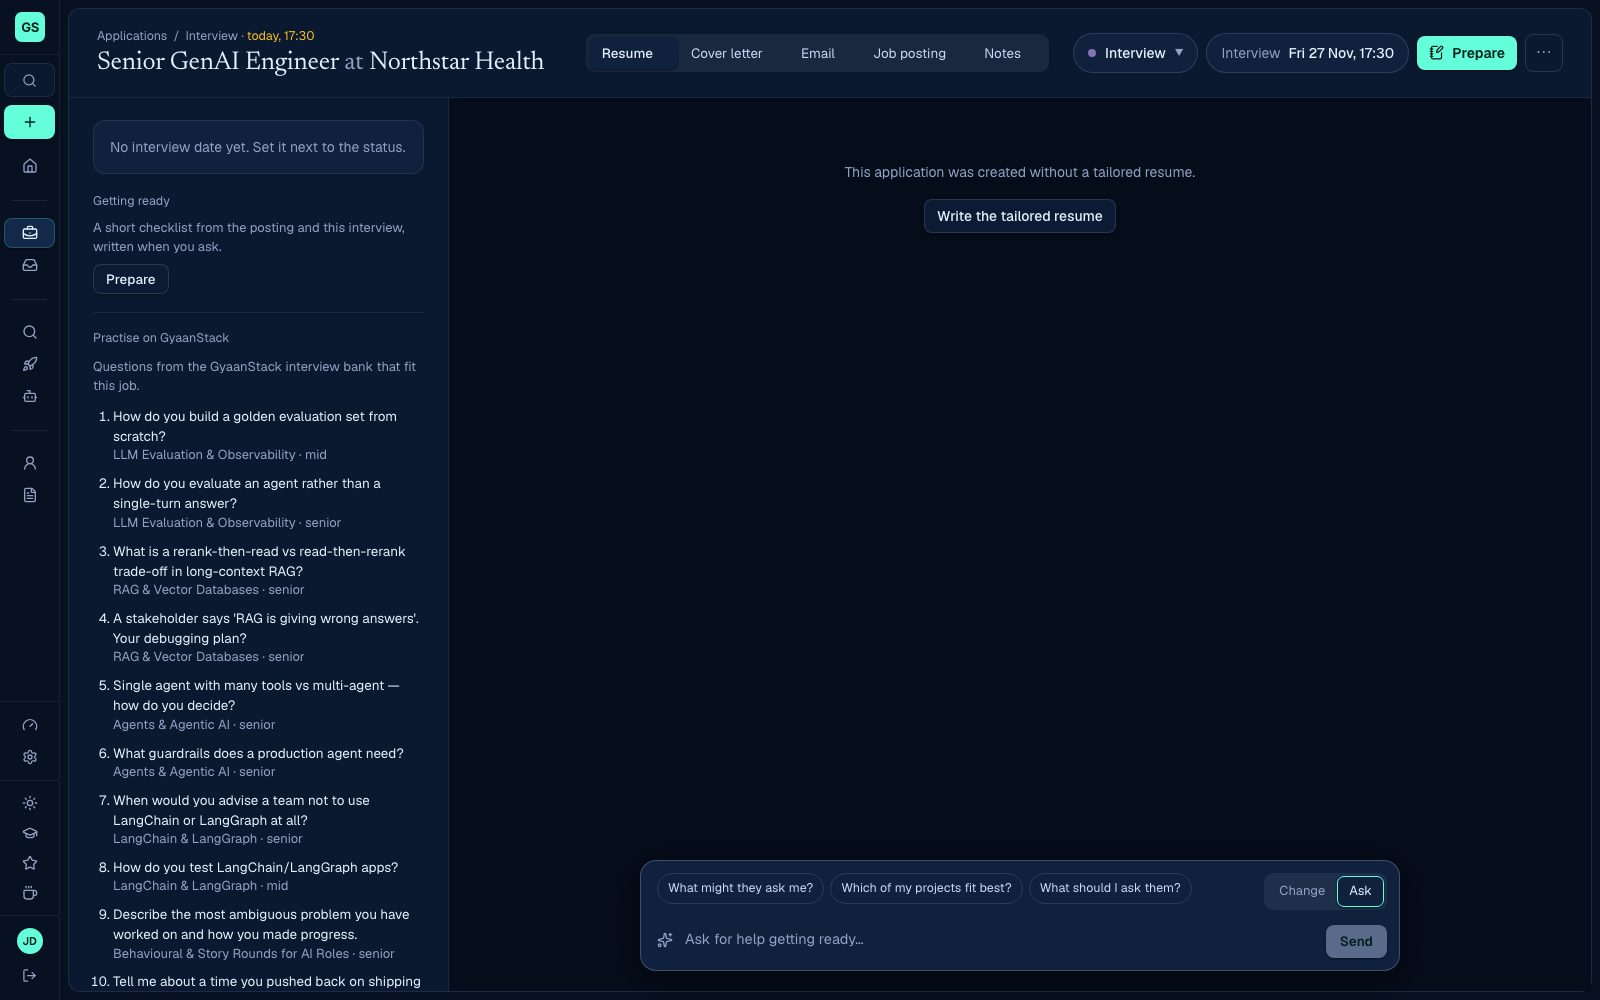 GS
Applications / Interview · today, 17:30
Senior GenAI Engineer at Northstar Health
Resume
Cover letter
Email
Job posting
Notes
Interview
Interview Fri 27 Nov, 17:30
Prepare
No interview date yet. Set it next to the status.
Getting ready
A short checklist from the posting and this interview,
written when you ask.
Prepare
Practise on GyaanStack
Questions from the GyaanStack interview bank that fit
this job.
1. How do you build a golden evaluation set from
scratch?
LLM Evaluation & Observability · mid
2. How do you evaluate an agent rather than a
single-turn answer?
LLM Evaluation & Observability · senior
3. What is a rerank-then-read vs read-then-rerank
trade-off in long-context RAG?
RAG & Vector Databases · senior
4. A stakeholder says 'RAG is giving wrong answers'.
Your debugging plan?
RAG & Vector Databases · senior
5. Single agent with many tools vs multi-agent —
how do you decide?
Agents & Agentic AI · senior
6. What guardrails does a production agent need?
Agents & Agentic AI · senior
7. When would you advise a team not to use
LangChain or LangGraph at all?
LangChain & LangGraph · senior
8. How do you test LangChain/LangGraph apps?
LangChain & LangGraph · mid
9. Describe the most ambiguous problem you have
worked on and how you made progress.
Behavioural & Story Rounds for AI Roles · senior
10. Tell me about a time you pushed back on shipping
This application was created without a tailored resume.
Write the tailored resume
What might they ask me?
Which of my projects fit best?
What should I ask them?
Change
Ask
Ask for help getting ready…
Send
JD